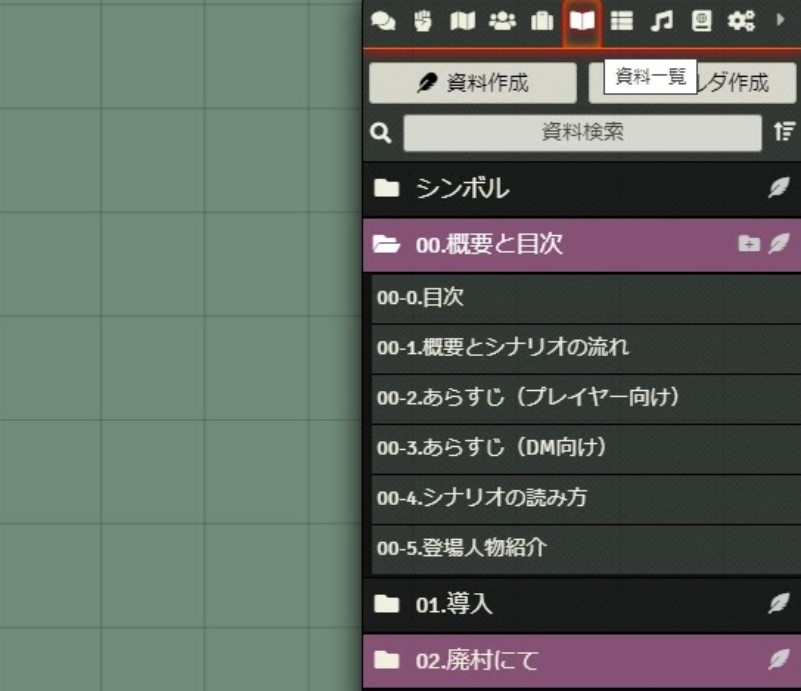 資料作成
ルダ作成
資料一覧
資料検索
シンボル
00.概要と目次
00-0.目次
00-1.概要とシナリオの流れ
00-2.あらすじ（プレイヤー向け）
00-3.あらすじ（DM向け）
00-4.シナリオの読み方
00-5.登場人物紹介
01.導入
02.廃村にて